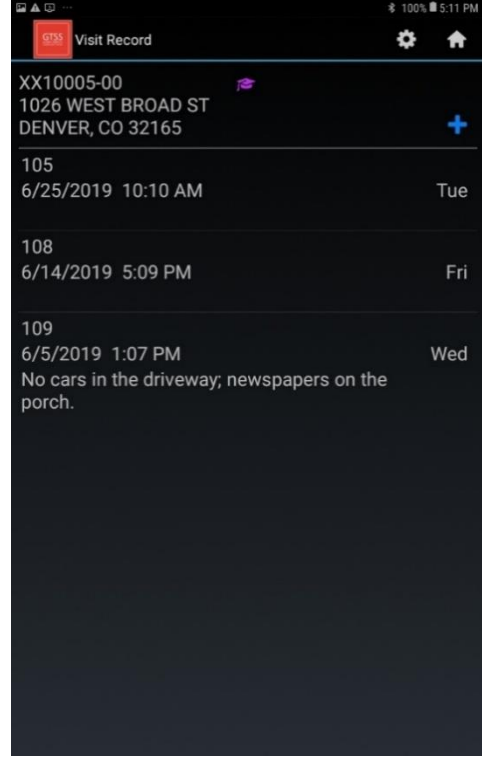 100% 5:11 PM
GTSS Visit Record
XX10005-00
1026 WEST BROAD ST
DENVER, CO 32165
105
6/25/2019 10:10 AM Tue
108
6/14/2019 5:09 PM Fri
109
6/5/2019 1:07 PM Wed
No cars in the driveway; newspapers on the
porch.